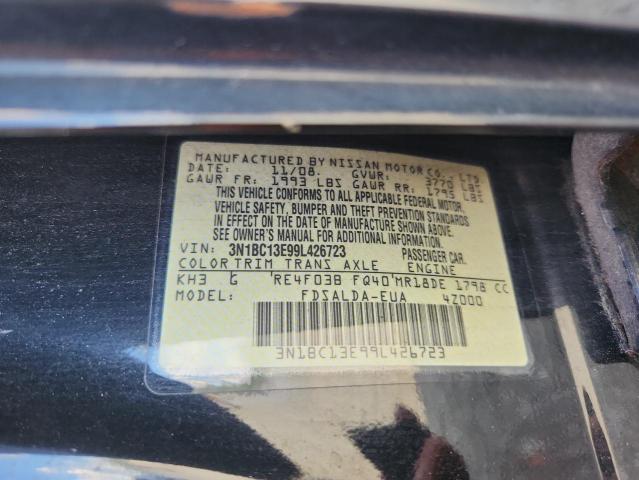 MANUFACTURED BY NISSAN MOTOR CO., LTD
DATE: 11/08 GVWR: 3770 LBS
GAWR FR: 1993 LBS GAWR RR: 1795 LBS
THIS VEHICLE CONFORMS TO ALL APPLICABLE FEDERAL MOTOR
VEHICLE SAFETY, BUMPER AND THEFT PREVENTION STANDARDS
IN EFFECT ON THE DATE OF MANUFACTURE SHOWN ABOVE.
SEE OWNER'S MANUAL FOR ADDITIONAL INFORMATION.
VIN: 3N1BC13E99L426723 PASSENGER CAR
COLOR TRIM TRANS AXLE ENGINE
KH3 G RE4F03B FQ40 MR18DE 1798 CC
MODEL: FDSALDA-EUA 4Z000
3N1BC13E99L426723